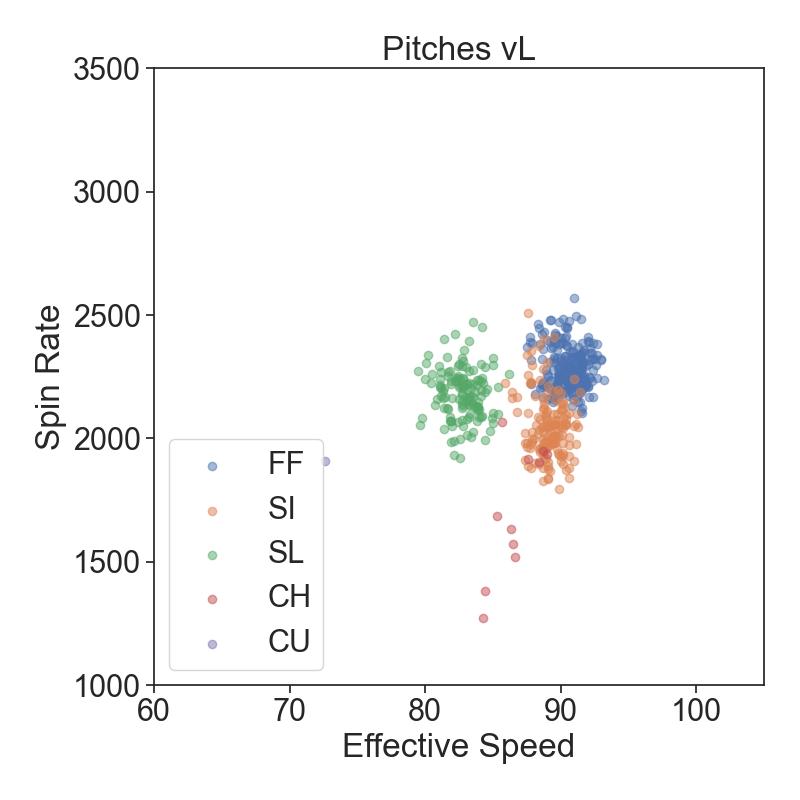 Pitches vL
3500
3000
2500
2000
1500
1000
Spin Rate
FF
SI
SL
CH
CU
60 70 80 90 100
Effective Speed